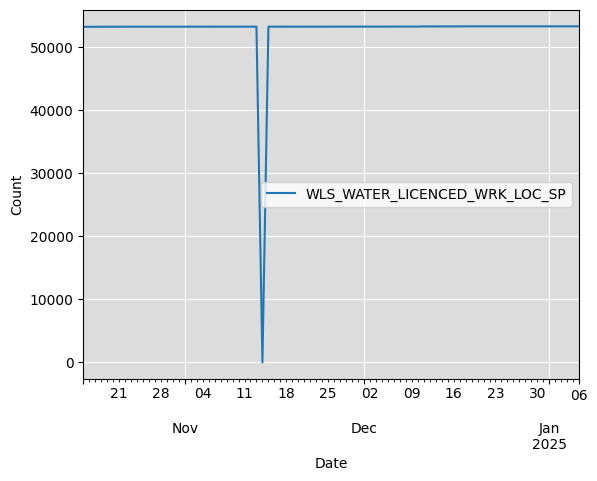 50000
40000
30000
20000
10000
0
Count
WLS_WATER_LICENCED_WRK_LOC_SP
21 28 04 11 18 25 02 09 16 23 30 06
Nov Dec Jan
2025
Date